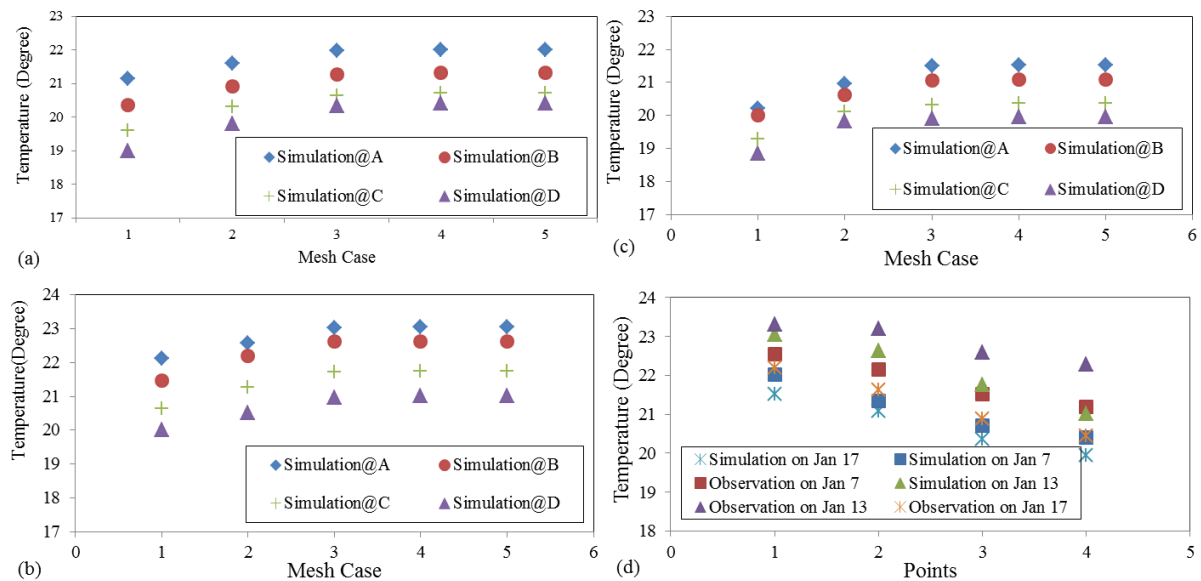 Temperature (Degree)
23
22
21
20
19
18
17
Simulation@A Simulation@B
Simulation@C Simulation@D
1 2 3 4 5
Mesh Case
(a)
Temperature (Degree)
23
22
21
20
19
18
17
Simulation@A Simulation@B
Simulation@C Simulation@D
0 1 2 3 4 5 6
Mesh Case
(c)
Temperature(Degree)
24
23
22
21
20
19
18
17
Simulation@A Simulation@B
Simulation@C Simulation@D
0 1 2 3 4 5 6
Mesh Case
(b)
Temperature (Degree)
24
23
22
21
20
19
18
Simulation on Jan 17 Simulation on Jan 7
Observation on Jan 7 Simulation on Jan 13
Observation on Jan 13 Observation on Jan 17
0 1 2 3 4 5
Points
(d)